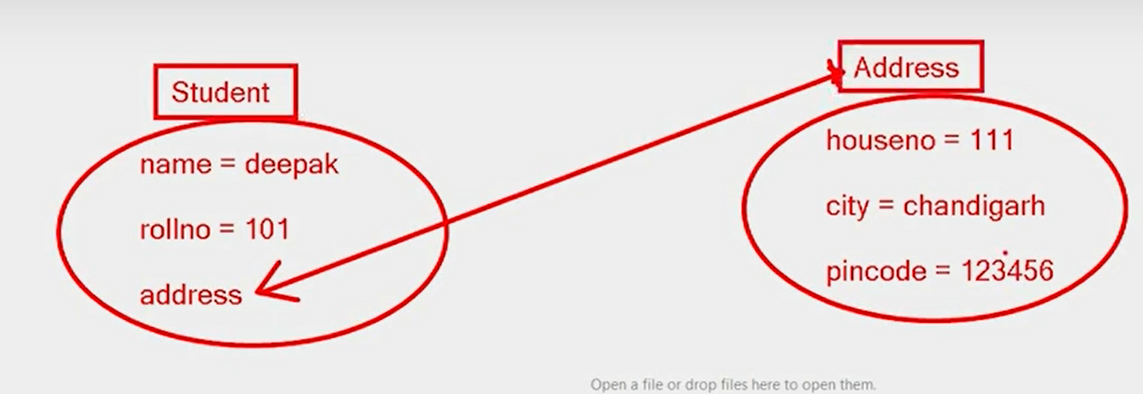 Student
name = deepak
rollno = 101
address
Address
houseno = 111
city = chandigarh
pincode = 123456
Open a file or drop files here to open them.